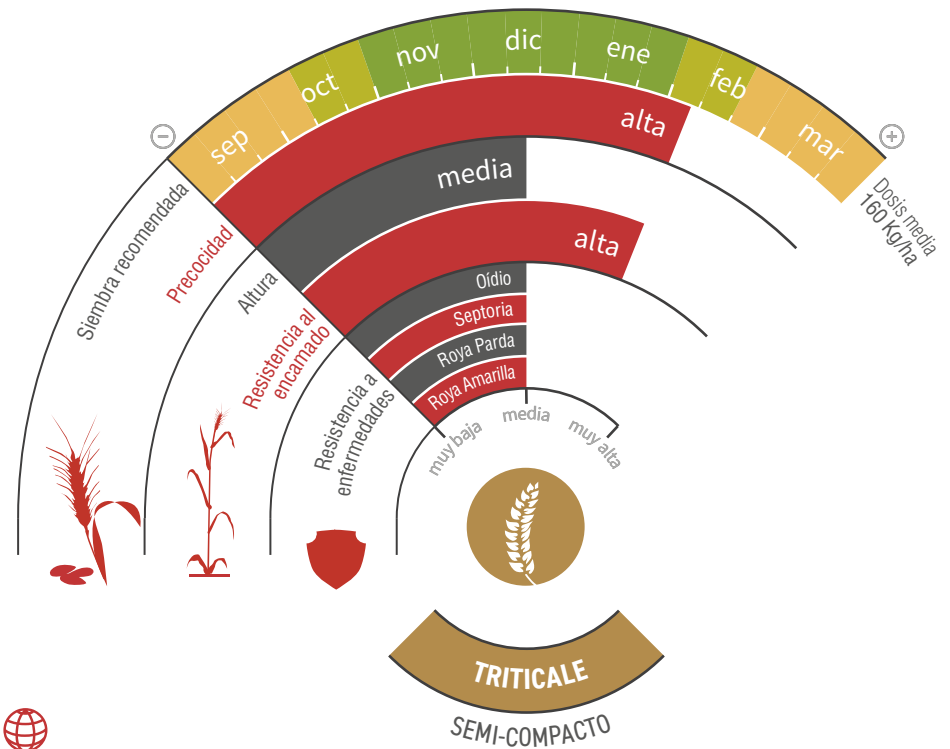 sep
oct
nov
dic
ene
feb
mar
Dosis media
160 Kg/ha
Siembra recomendada
Precocidad
alta
Altura
media
Resistencia al
encamado
alta
Resistencia a
enfermedades
Oídio
Septoria
Roya Parda
Roya Amarilla
muy baja
media
muy alta
TRITICALE
SEMI-COMPACTO